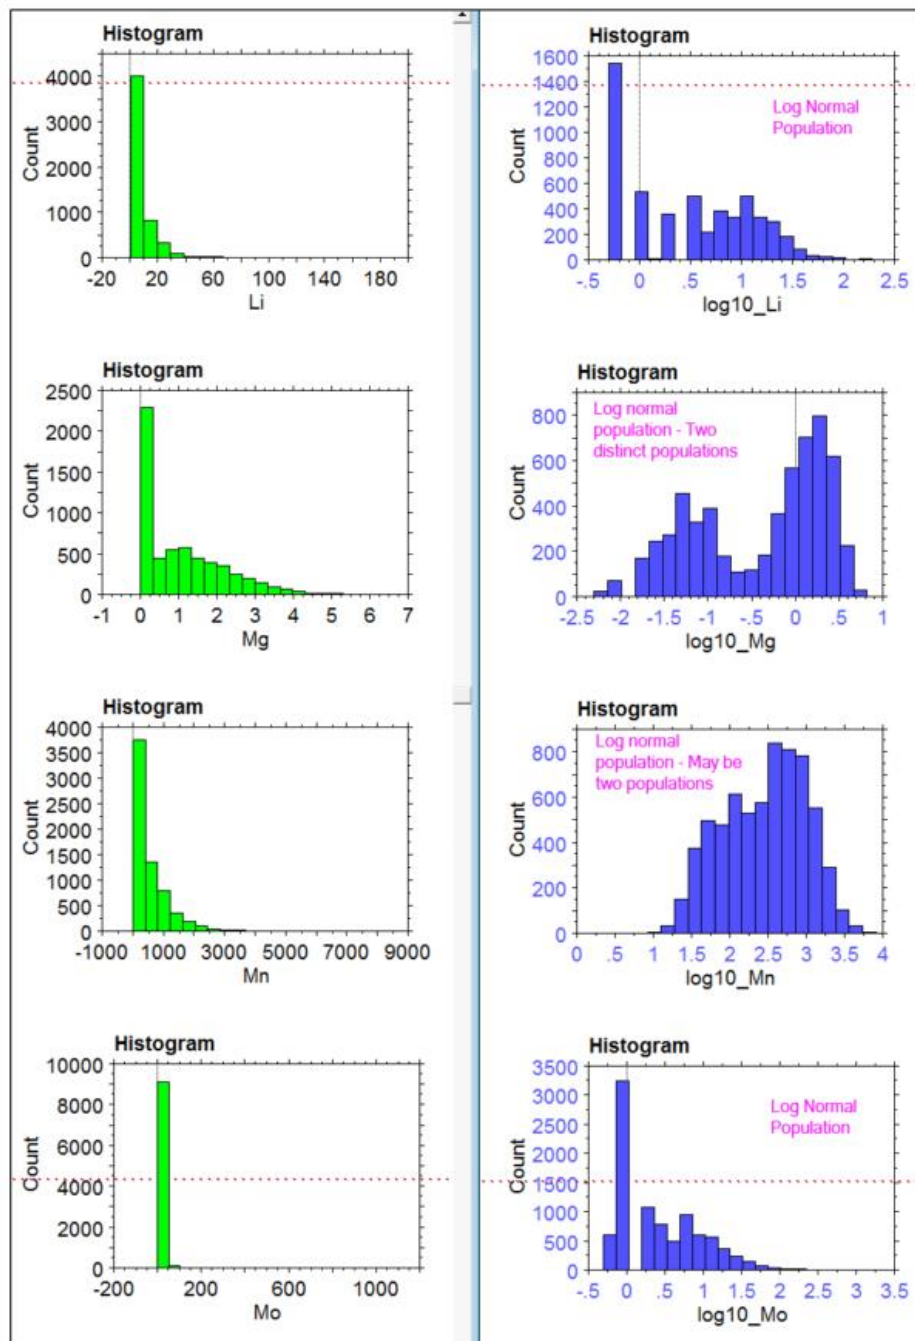 Histogram
4000
3000
2000
1000
0
Count
-20 20 60 100 140 180
Li
Histogram
1600
1400
1200
1000
800
600
400
200
0
Count
Log Normal
Population
-.5 0 .5 1 1.5 2 2.5
log10_Li
Histogram
2500
2000
1500
1000
500
0
Count
-1 0 1 2 3 4 5 6 7
Mg
Histogram
800
600
400
200
0
Count
Log normal
population - Two
distinct populations
-2.5 -2 -1.5 -1 -.5 0 .5 1
log10_Mg
Histogram
4000
3500
3000
2500
2000
1500
1000
500
0
Count
-1000 1000 3000 5000 7000 9000
Mn
Histogram
800
600
400
200
0
Count
Log normal
population - May be
two populations
0 .5 1 1.5 2 2.5 3 3.5 4
log10_Mn
Histogram
10000
8000
6000
4000
2000
0
Count
-200 200 600 1000
Mo
Histogram
3500
3000
2500
2000
1500
1000
500
0
Count
Log Normal
Population
-.5 0 .5 1 1.5 2 2.5 3 3.5
log10_Mo